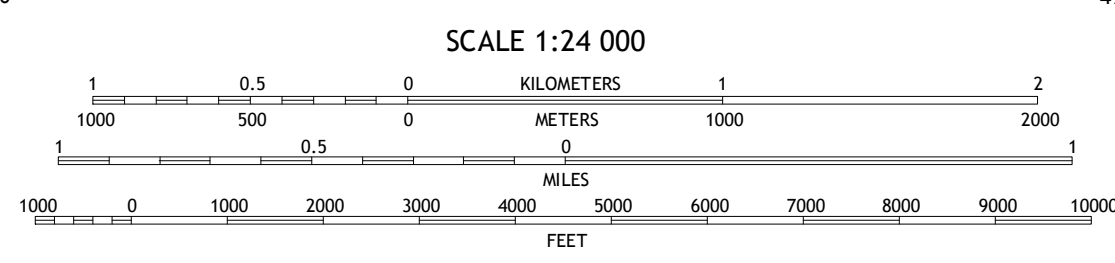 SCALE 1:24 000
1 0.5 0 KILOMETERS 1 2
1000 500 0 METERS 1000 2000
1 0.5 0 1
MILES
1000 0 1000 2000 3000 4000 5000 6000 7000 8000 9000 10000
FEET